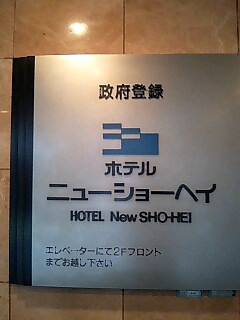 政府登録
ホテル
ニューショーヘイ
HOTEL New SHO-HEI
エレベーターにて2Fフロント
までお越し下さい